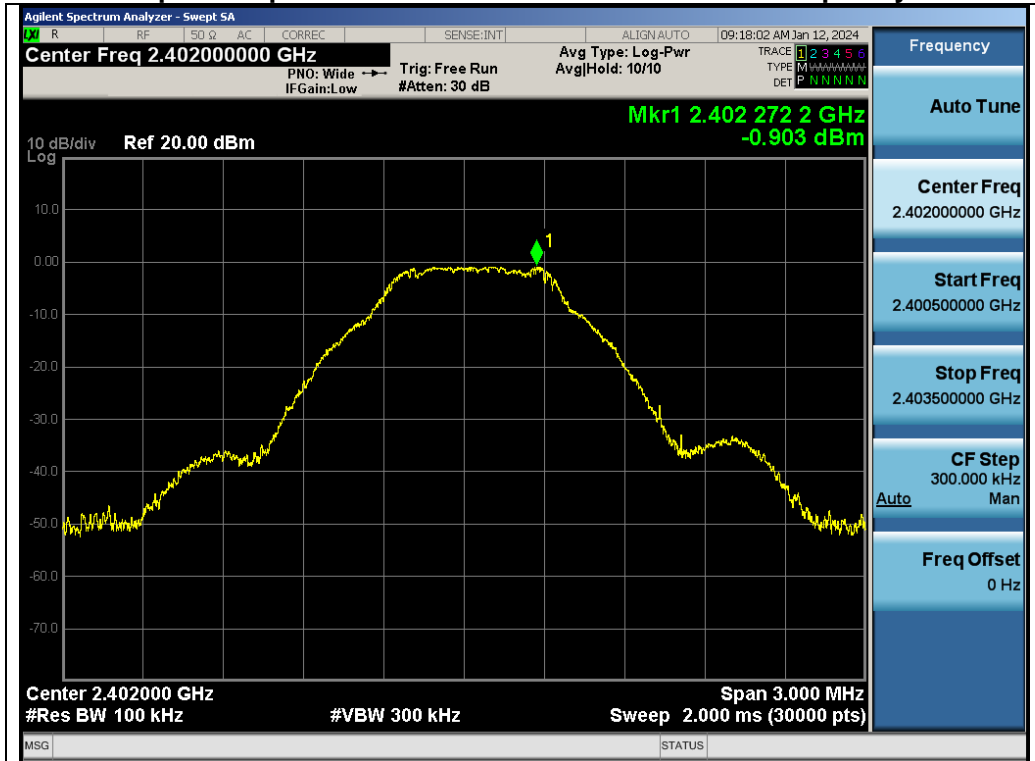 Agilent Spectrum Analyzer - Swept SA
LXI R RF 50 Ω AC CORREC SENSE:INT ALIGN AUTO 09:18:02 AM Jan 12, 2024
Center Freq 2.402000000 GHz
PNO: Wide
IFGain:Low
Trig: Free Run
#Atten: 30 dB
Avg Type: Log-Pwr
Avg|Hold: 10/10
TRACE 1 2 3 4 5 6
TYPE M WWWWW
DET P N N N N N
Mkr1 2.402 272 2 GHz
-0.903 dBm
10 dB/div Ref 20.00 dBm
Log
10.0
0.00
-10.0
-20.0
-30.0
-40.0
-50.0
-60.0
-70.0
1
Center 2.402000 GHz Span 3.000 MHz
#Res BW 100 kHz #VBW 300 kHz Sweep 2.000 ms (30000 pts)
MSG STATUS
Frequency
Auto Tune
Center Freq
2.402000000 GHz
Start Freq
2.400500000 GHz
Stop Freq
2.403500000 GHz
CF Step
300.000 kHz
Auto Man
Freq Offset
0 Hz